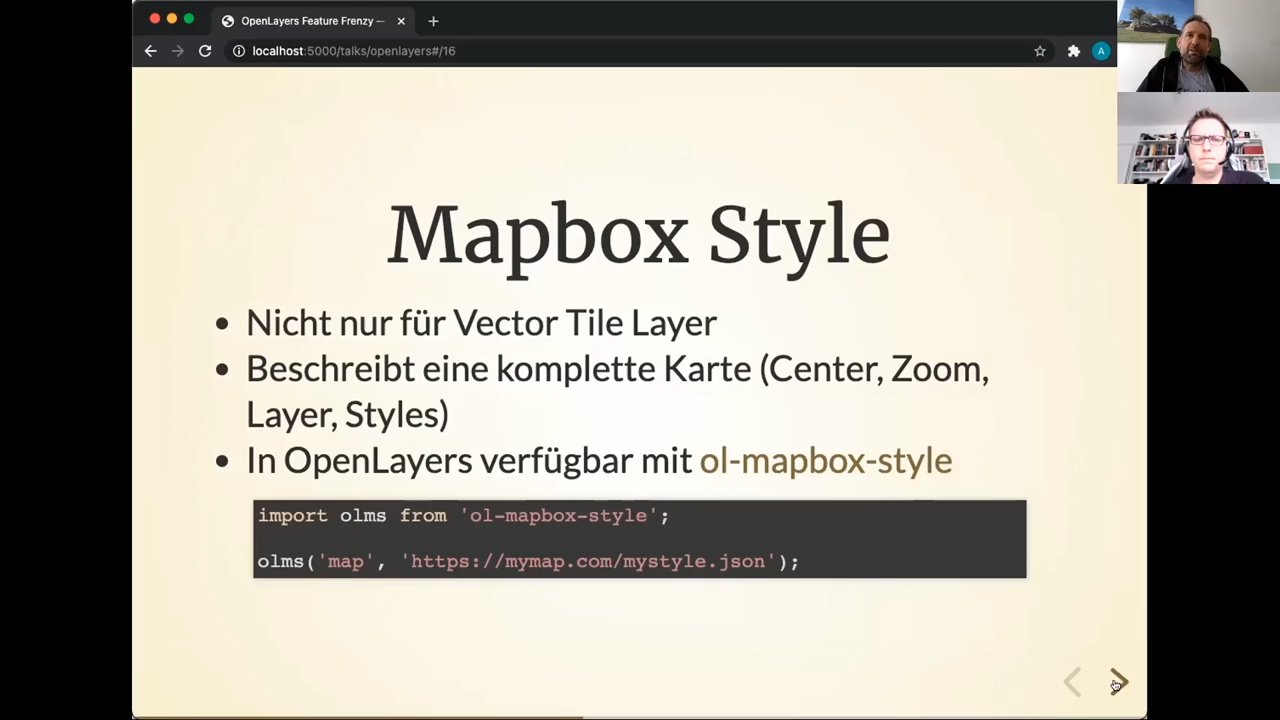 OpenLayers Feature Frenzy —
localhost:5000/talks/openlayers#/16
A
Mapbox Style
• Nicht nur für Vector Tile Layer
• Beschreibt eine komplette Karte (Center, Zoom,
Layer, Styles)
• In OpenLayers verfügbar mit ol-mapbox-style
import olms from 'ol-mapbox-style';
olms('map', 'https://mymap.com/mystyle.json');